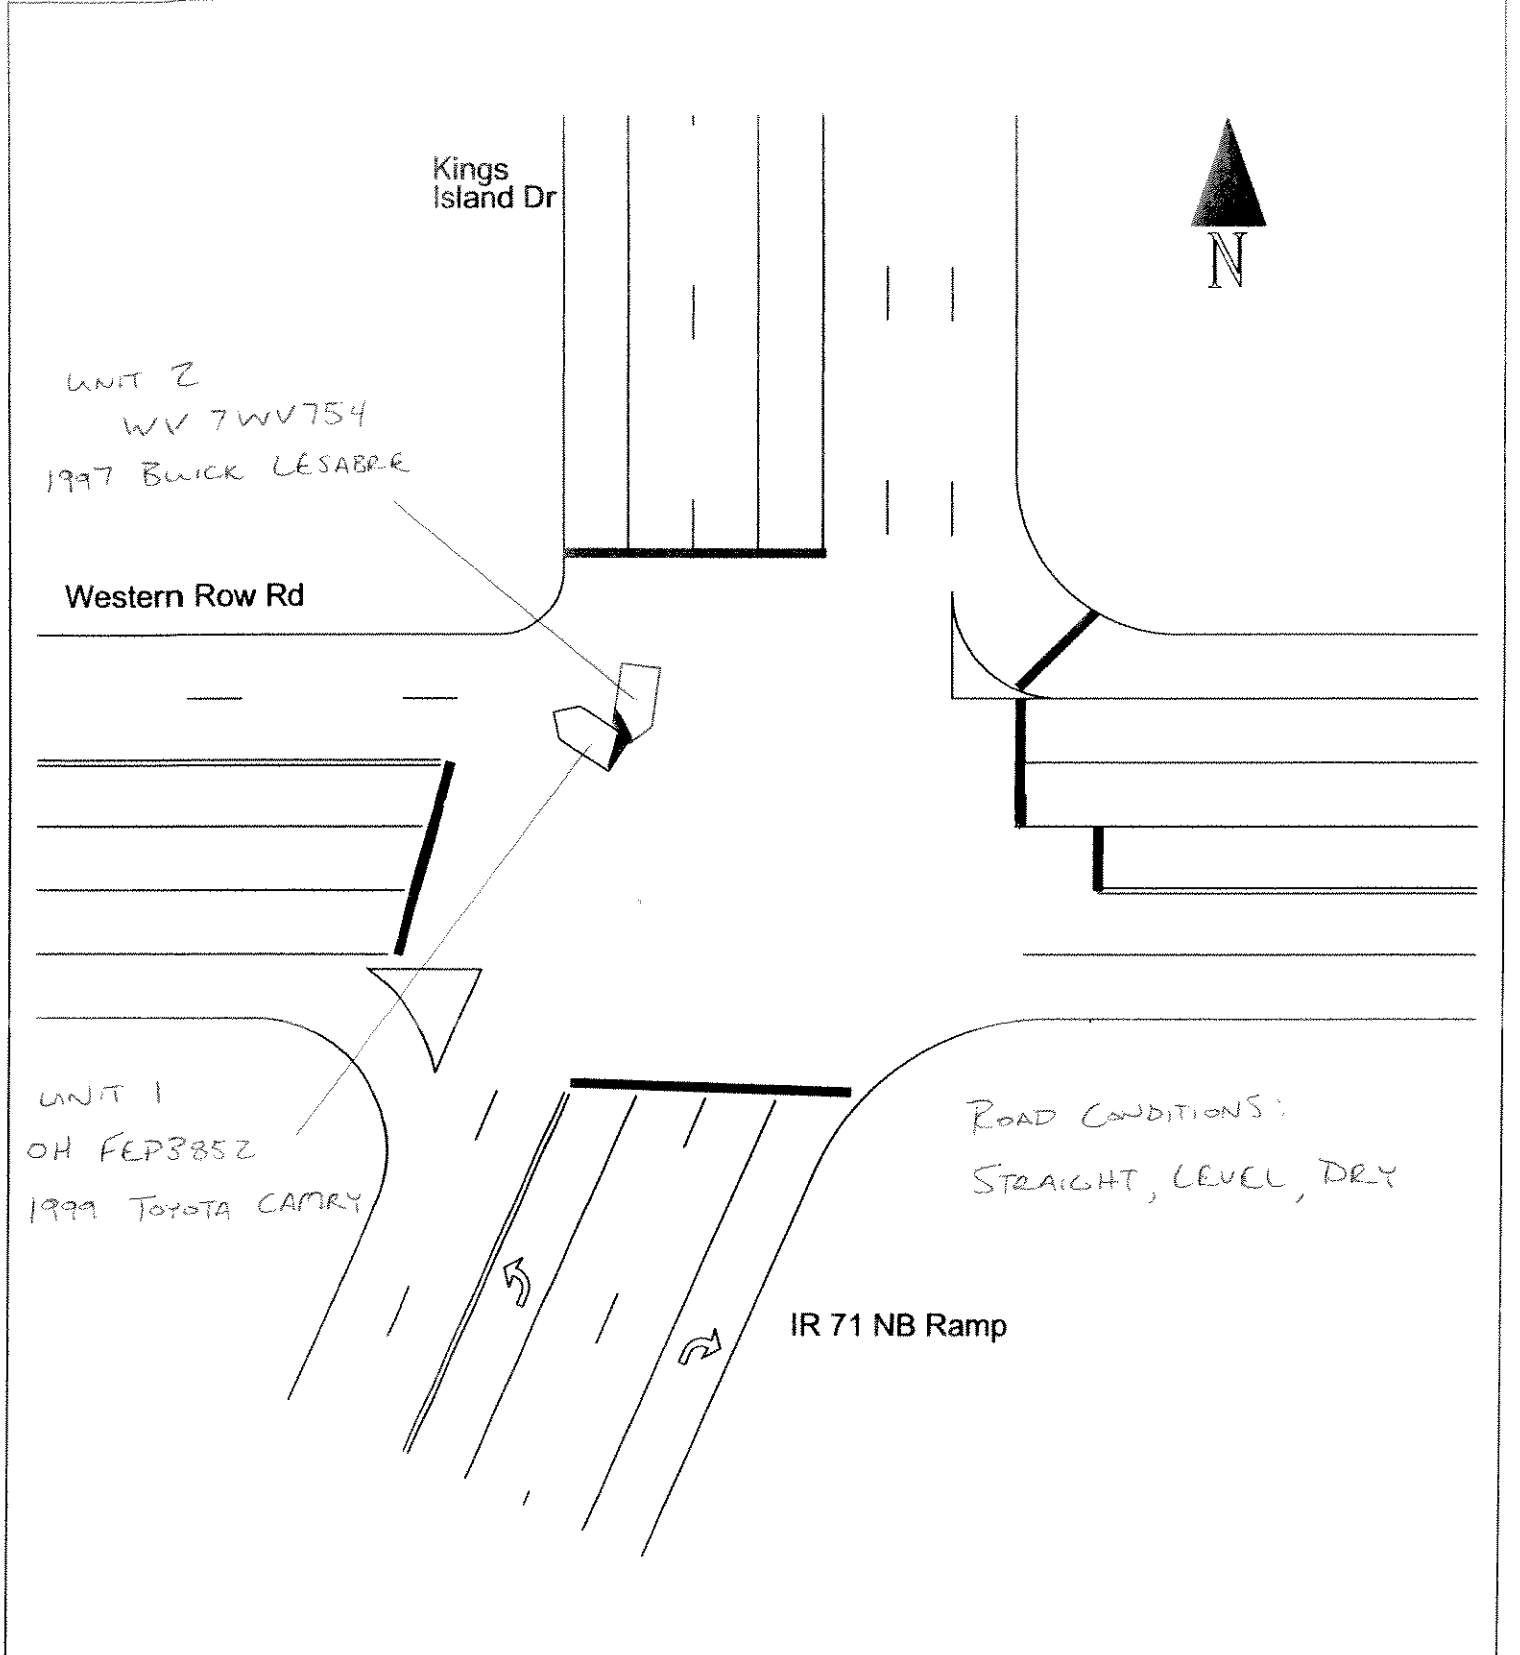 Kings
Island Dr
N
UNIT 2
WV 7WV754
1997 BUICK LESABRE
Western Row Rd
UNIT 1
OH FEP3852
1999 TOYOTA CAMRY
ROAD CONDITIONS:
STRAIGHT, LEVEL, DRY
IR 71 NB Ramp